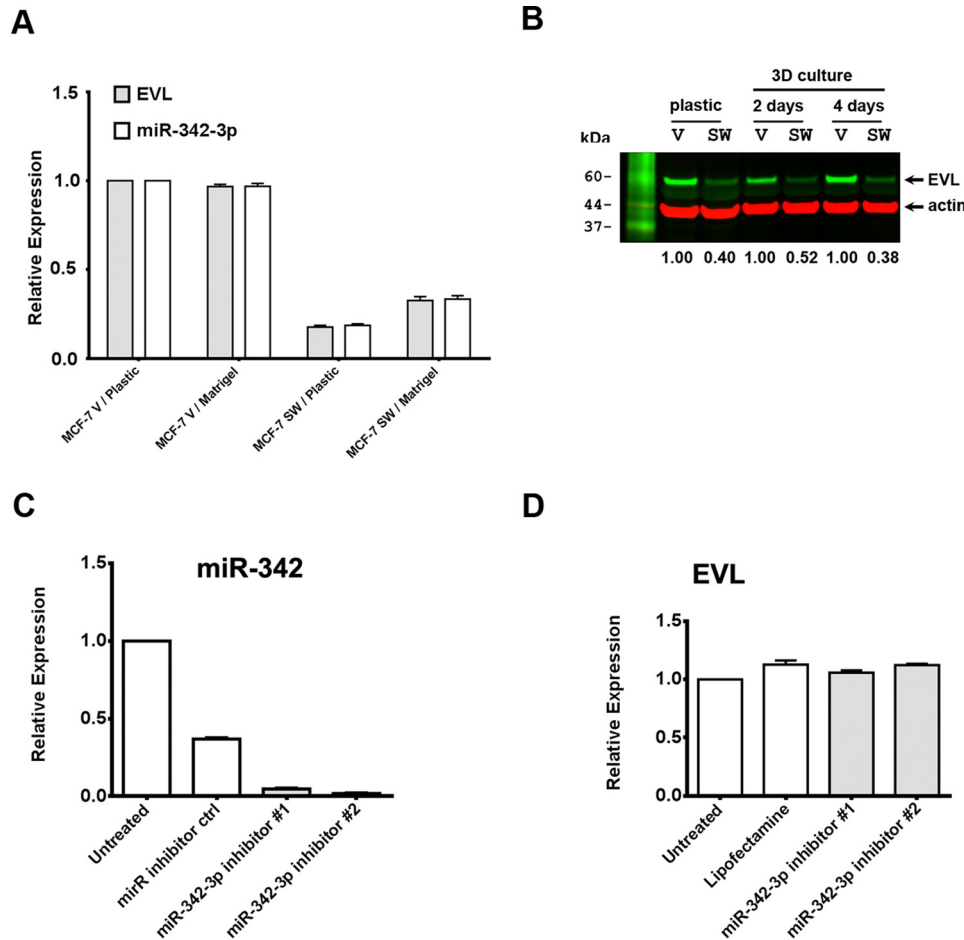 A
1.5
EVL
miR-342-3p
1.0
0.5
0.0
Relative Expression
MCF-7 V / Plastic
MCF-7 V / Matrigel
MCF-7 SW / Plastic
MCF-7 SW / Matrigel
B
3D culture
plastic 2 days 4 days
V SW V SW V SW
kDa
60 EVL
44 actin
37
1.00 0.40 1.00 0.52 1.00 0.38
C
miR-342
1.5
1.0
0.5
0.0
Relative Expression
Untreated
mirR inhibitor ctrl
miR-342-3p inhibitor #1
miR-342-3p inhibitor #2
D
EVL
1.5
1.0
0.5
0.0
Relative Expression
Untreated
Lipofectamine
miR-342-3p inhibitor #1
miR-342-3p inhibitor #2